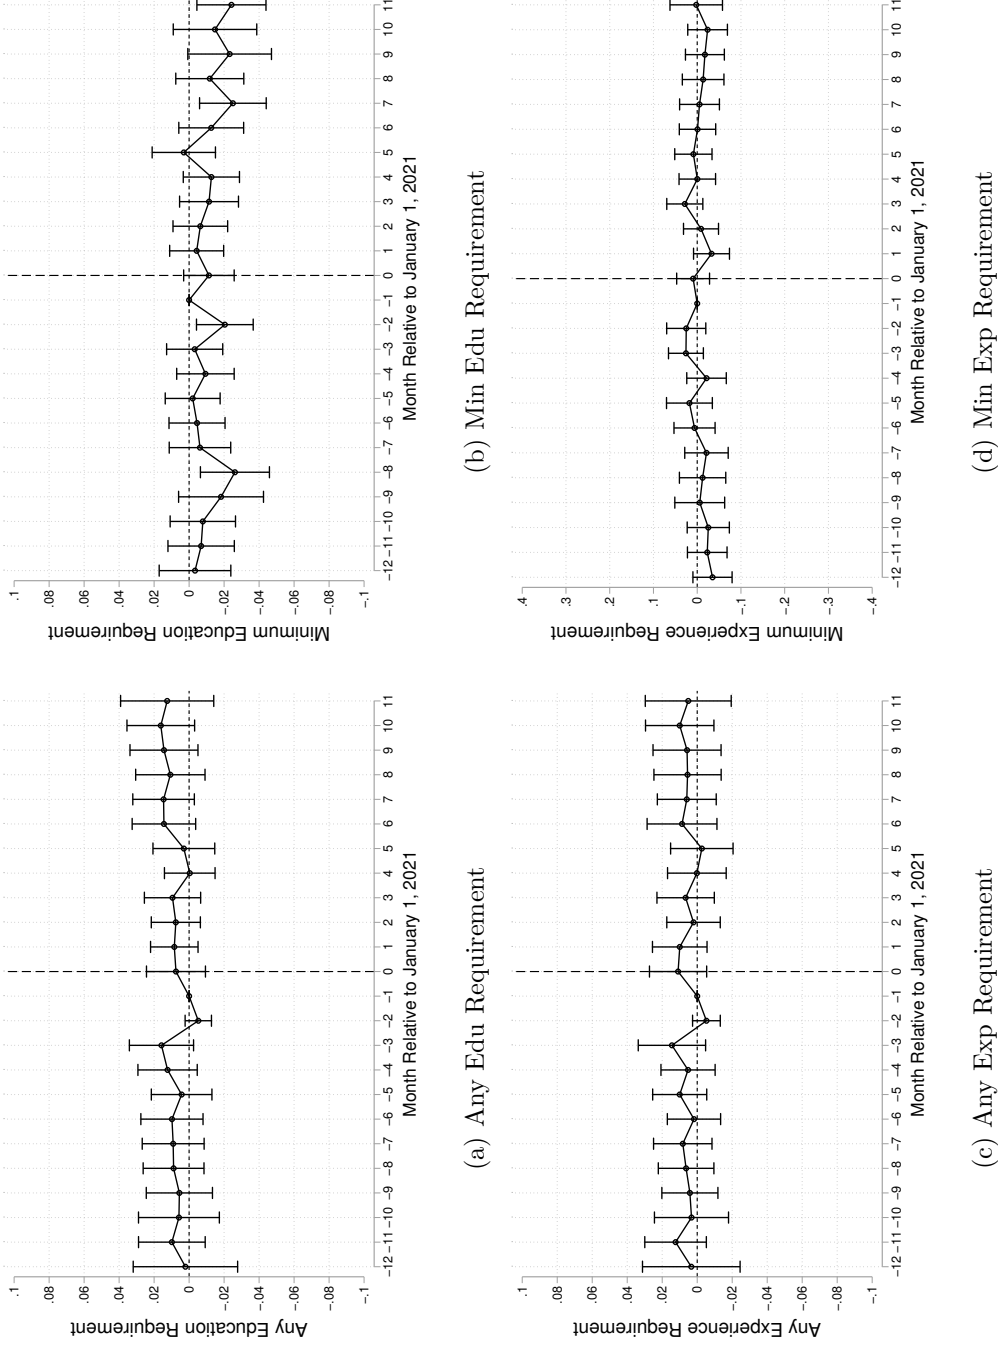 Any Education Requirement
.1
.08
.06
.04
.02
0
−.02
−.04
−.06
−.08
−.1
−12 −11 −10 −9 −8 −7 −6 −5 −4 −3 −2 −1 0 1 2 3 4 5 6 7 8 9 10 11
Month Relative to January 1, 2021
(a) Any Edu Requirement
Minimum Education Requirement
.1
.08
.06
.04
.02
0
−.02
−.04
−.06
−.08
−.1
−12 −11 −10 −9 −8 −7 −6 −5 −4 −3 −2 −1 0 1 2 3 4 5 6 7 8 9 10 11
Month Relative to January 1, 2021
(b) Min Edu Requirement
Any Experience Requirement
.1
.08
.06
.04
.02
0
−.02
−.04
−.06
−.08
−.1
−12 −11 −10 −9 −8 −7 −6 −5 −4 −3 −2 −1 0 1 2 3 4 5 6 7 8 9 10 11
Month Relative to January 1, 2021
(c) Any Exp Requirement
Minimum Experience Requirement
.4
.3
.2
.1
0
−.1
−.2
−.3
−.4
−12 −11 −10 −9 −8 −7 −6 −5 −4 −3 −2 −1 0 1 2 3 4 5 6 7 8 9 10 11
Month Relative to January 1, 2021
(d) Min Exp Requirement